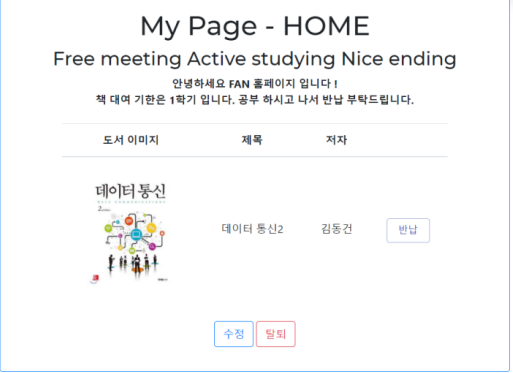 My Page - HOME
Free meeting Active studying Nice ending
안녕하세요 FAN 홈페이지 입니다 !
책 대여 기한은 1학기 입니다. 공부 하시고 나서 반납 부탁드립니다.
도서 이미지 제목 저자
데이터 통신
데이터 통신2 김동건 반납
수정 탈퇴